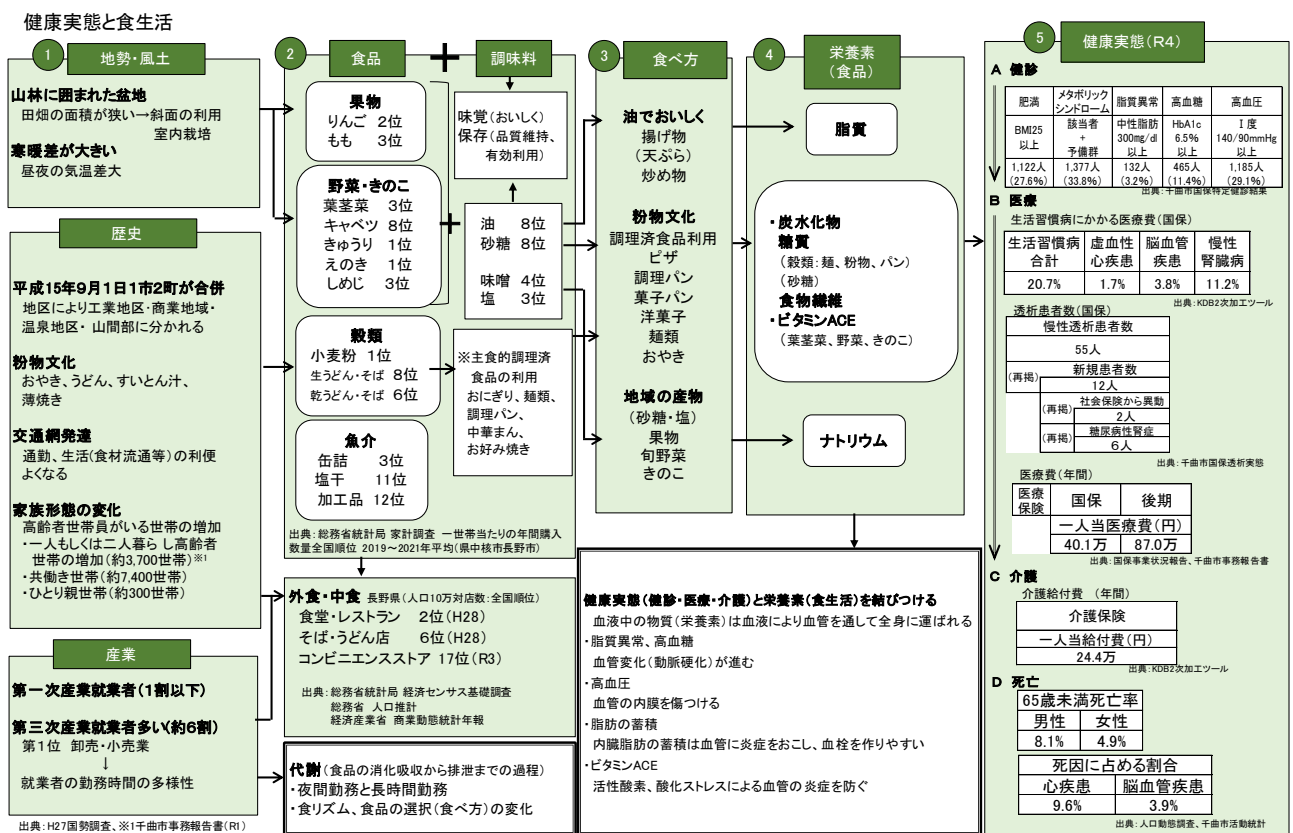 健康実態と食生活
1 地勢・風土
山林に囲まれた盆地
田畑の面積が狭い→斜面の利用
室内栽培
寒暖差が大きい
昼夜の気温差大
歴史
平成15年9月1日1市2町が合併
地区により工業地区・商業地域・
温泉地区・ 山間部に分かれる
粉物文化
おやき、うどん、すいとん汁、
薄焼き
交通網発達
通勤、生活(食材流通等)の利便
よくなる
家族形態の変化
高齢者世帯員がいる世帯の増加
・一人もしくは二人暮らし高齢者
世帯の増加(約3,700世帯)※1
・共働き世帯(約7,400世帯)
・ひとり親世帯(約300世帯)
産業
第一次産業就業者(1割以下)
第三次産業就業者多い(約6割)
第1位 卸売・小売業
↓
就業者の勤務時間の多様性
出典:H27国勢調査、※1千曲市事務報告書(R1)
2 食品 + 調味料
果物
りんご 2位
もも 3位
野菜・きのこ
葉茎菜 3位
キャベツ 8位
きゅうり 1位
えのき 1位
しめじ 3位
穀類
小麦粉 1位
生うどん・そば 8位
乾うどん・そば 6位
魚介
缶詰 3位
塩干 11位
加工品 12位
味覚(おいしく)
保存(品質維持、
有効利用)
+
油 8位
砂糖 8位
味噌 4位
塩 3位
※主食的調理済
食品の利用
おにぎり、麺類、
調理パン、
中華まん、
お好み焼き
出典:総務省統計局 家計調査 一世帯当たりの年間購入
数量全国順位 2019~2021年平均(県中核市長野市)
外食・中食 長野県(人口10万対店数:全国順位)
食堂・レストラン 2位(H28)
そば・うどん店 6位(H28)
コンビニエンスストア 17位(R3)
出典:総務省統計局 経済センサス基礎調査
総務省 人口推計
経済産業省 商業動態統計年報
代謝(食品の消化吸収から排泄までの過程)
・夜間勤務と長時間勤務
・食リズム、食品の選択(食べ方)の変化
3 食べ方
油でおいしく
揚げ物
(天ぷら)
炒め物
粉物文化
調理済食品利用
ピザ
調理パン
菓子パン
洋菓子
麺類
おやき
地域の産物
(砂糖・塩)
果物
旬野菜
きのこ
4 栄養素
(食品)
脂質
・炭水化物
糖質
(穀類:麺、粉物、パン)
(砂糖)
食物繊維
・ビタミンACE
(葉茎菜、野菜、きのこ)
ナトリウム
健康実態(健診・医療・介護)と栄養素(食生活)を結びつける
血液中の物質(栄養素)は血液により血管を通して全身に運ばれる
・脂質異常、高血糖
血管変化(動脈硬化)が進む
・高血圧
血管の内膜を傷つける
・脂肪の蓄積
内臓脂肪の蓄積は血管に炎症をおこし、血栓を作りやすい
・ビタミンACE
活性酸素、酸化ストレスによる血管の炎症を防ぐ
5 健康実態(R4)
A 健診
肥満 メタボリックシンドローム 脂質異常 高血糖 高血圧
BMI25以上 該当者+予備群 中性脂肪300mg/dl以上 HbA1c6.5%以上 Ⅰ度140/90mmHg以上
1,122人 1,377人 132人 465人 1,185人
(27.6%) (33.8%) (3.2%) (11.4%) (29.1%)
出典:千曲市国保特定健診結果
B 医療
生活習慣病にかかる医療費(国保)
生活習慣病合計 虚血性心疾患 脳血管疾患 慢性腎臓病
20.7% 1.7% 3.8% 11.2%
出典:KDB2次加工ツール
透析患者数(国保)
慢性透析患者数
55人
(再掲) 新規患者数
12人
(再掲) 社会保険から異動
2人
(再掲) 糖尿病性腎症
6人
出典:千曲市国保透析実態
医療費(年間)
医療保険 国保 後期
一人当医療費(円)
40.1万 87.0万
出典:国保事業状況報告、千曲市事務報告書
C 介護
介護給付費 (年間)
介護保険
一人当給付費(円)
24.4万
出典:KDB2次加工ツール
D 死亡
65歳未満死亡率
男性 女性
8.1% 4.9%
死因に占める割合
心疾患 脳血管疾患
9.6% 3.9%
出典:人口動態調査、千曲市活動統計